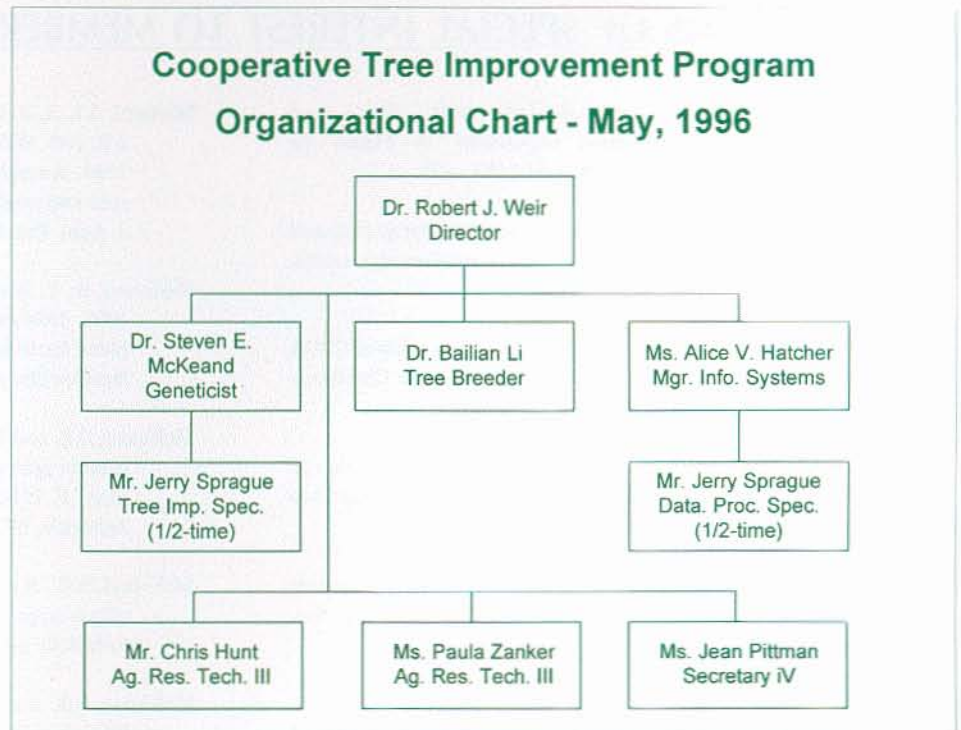 Cooperative Tree Improvement Program
Organizational Chart - May, 1996
Dr. Robert J. Weir
Director
Dr. Steven E.
McKeand
Geneticist
Dr. Bailian Li
Tree Breeder
Ms. Alice V. Hatcher
Mgr. Info. Systems
Mr. Jerry Sprague
Tree Imp. Spec.
(1/2-time)
Mr. Jerry Sprague
Data. Proc. Spec.
(1/2-time)
Mr. Chris Hunt
Ag. Res. Tech. III
Ms. Paula Zanker
Ag. Res. Tech. III
Ms. Jean Pittman
Secretary iV